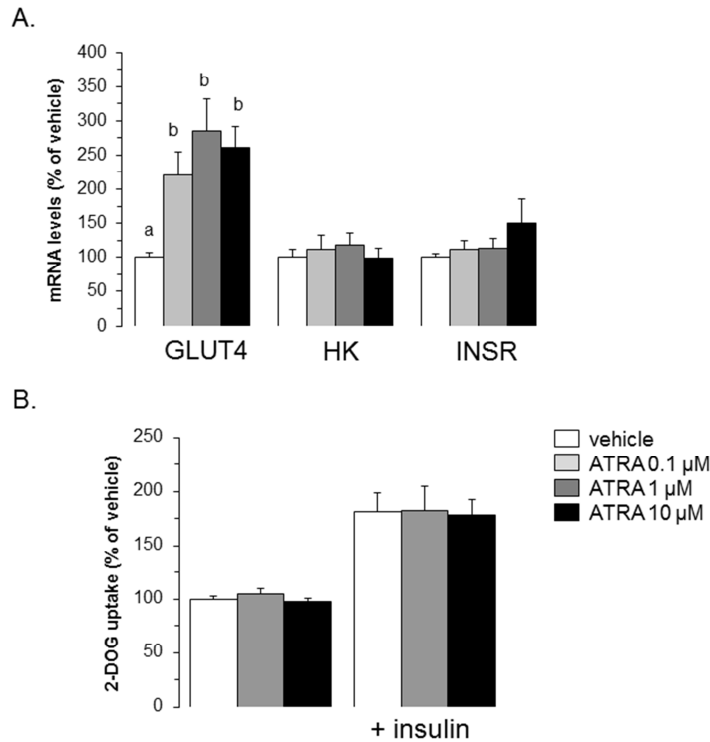 A.
mRNA levels (% of vehicle)
400
350
300
250
200
150
100
50
0
a
b
b
b
GLUT4
HK
INSR
B.
2-DOG uptake (% of vehicle)
250
200
150
100
50
0
+ insulin
vehicle
ATRA 0.1 µM
ATRA 1 µM
ATRA 10 µM